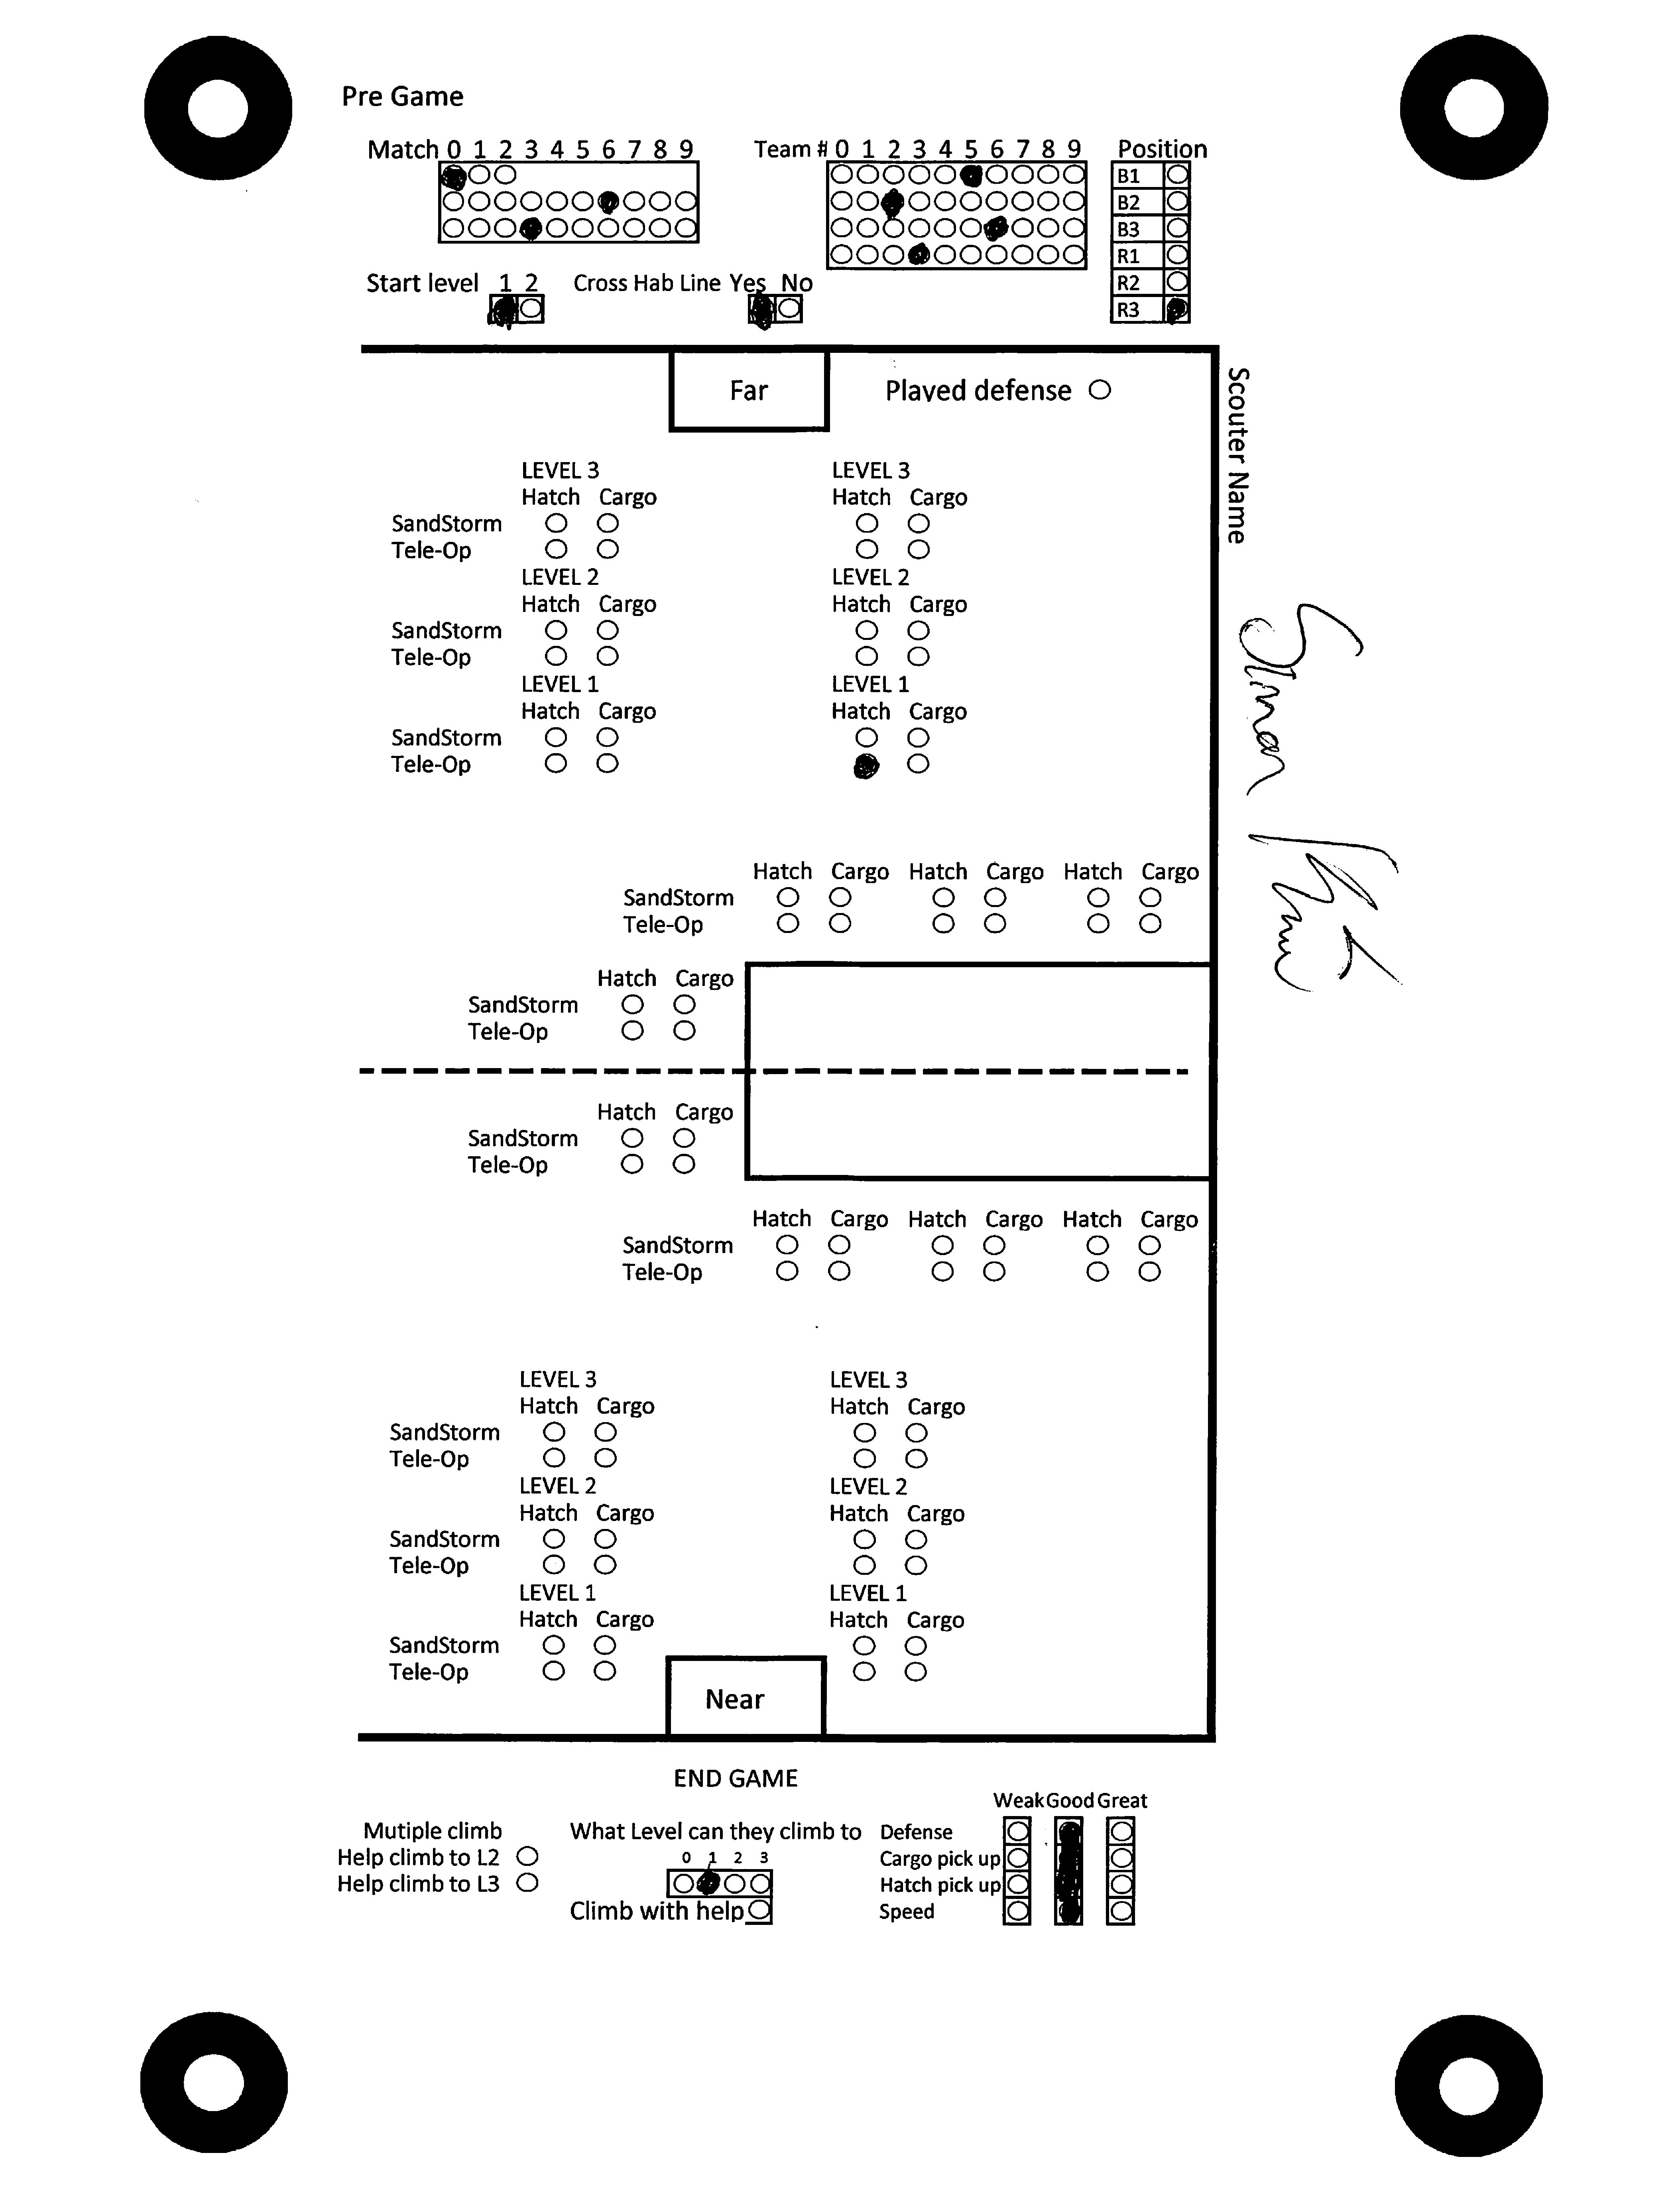 Pre Game
Match 0 1 2 3 4 5 6 7 8 9
Team # 0 1 2 3 4 5 6 7 8 9
Position
B1
B2
B3
R1
R2
R3
Start level 1 2
Cross Hab Line Yes No
Far
Played defense
Scouter Name
LEVEL 3 LEVEL 3
Hatch Cargo Hatch Cargo
SandStorm
Tele-Op
LEVEL 2 LEVEL 2
Hatch Cargo Hatch Cargo
SandStorm
Tele-Op
LEVEL 1 LEVEL 1
Hatch Cargo Hatch Cargo
SandStorm
Tele-Op
Hatch Cargo Hatch Cargo Hatch Cargo
SandStorm
Tele-Op
Hatch Cargo
SandStorm
Tele-Op
Hatch Cargo
SandStorm
Tele-Op
Hatch Cargo Hatch Cargo Hatch Cargo
SandStorm
Tele-Op
LEVEL 3 LEVEL 3
Hatch Cargo Hatch Cargo
SandStorm
Tele-Op
LEVEL 2 LEVEL 2
Hatch Cargo Hatch Cargo
SandStorm
Tele-Op
LEVEL 1 LEVEL 1
Hatch Cargo Hatch Cargo
SandStorm
Tele-Op
Near
END GAME
Mutiple climb
Help climb to L2
Help climb to L3
What Level can they climb to
0 1 2 3
Climb with help
Weak Good Great
Defense
Cargo pick up
Hatch pick up
Speed